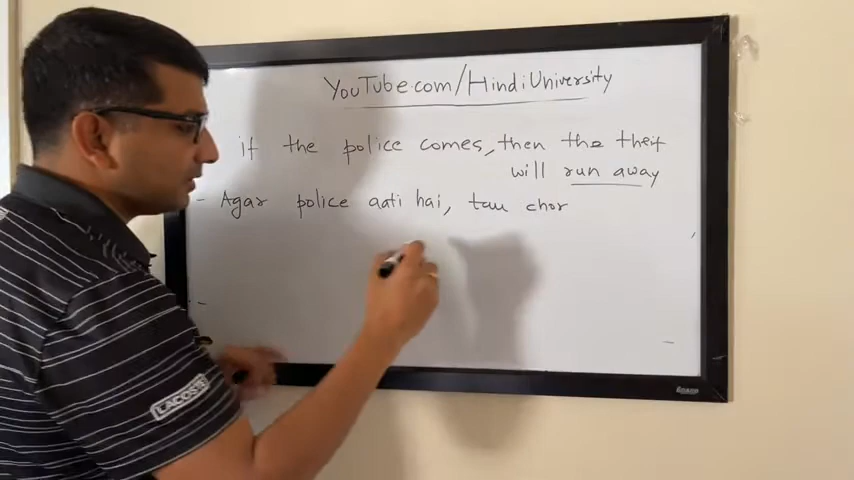 YouTube.com/HindiUniversity
if the police comes, then the theif
will run away
- Agar police aati hai, tau chor
LACOSTE